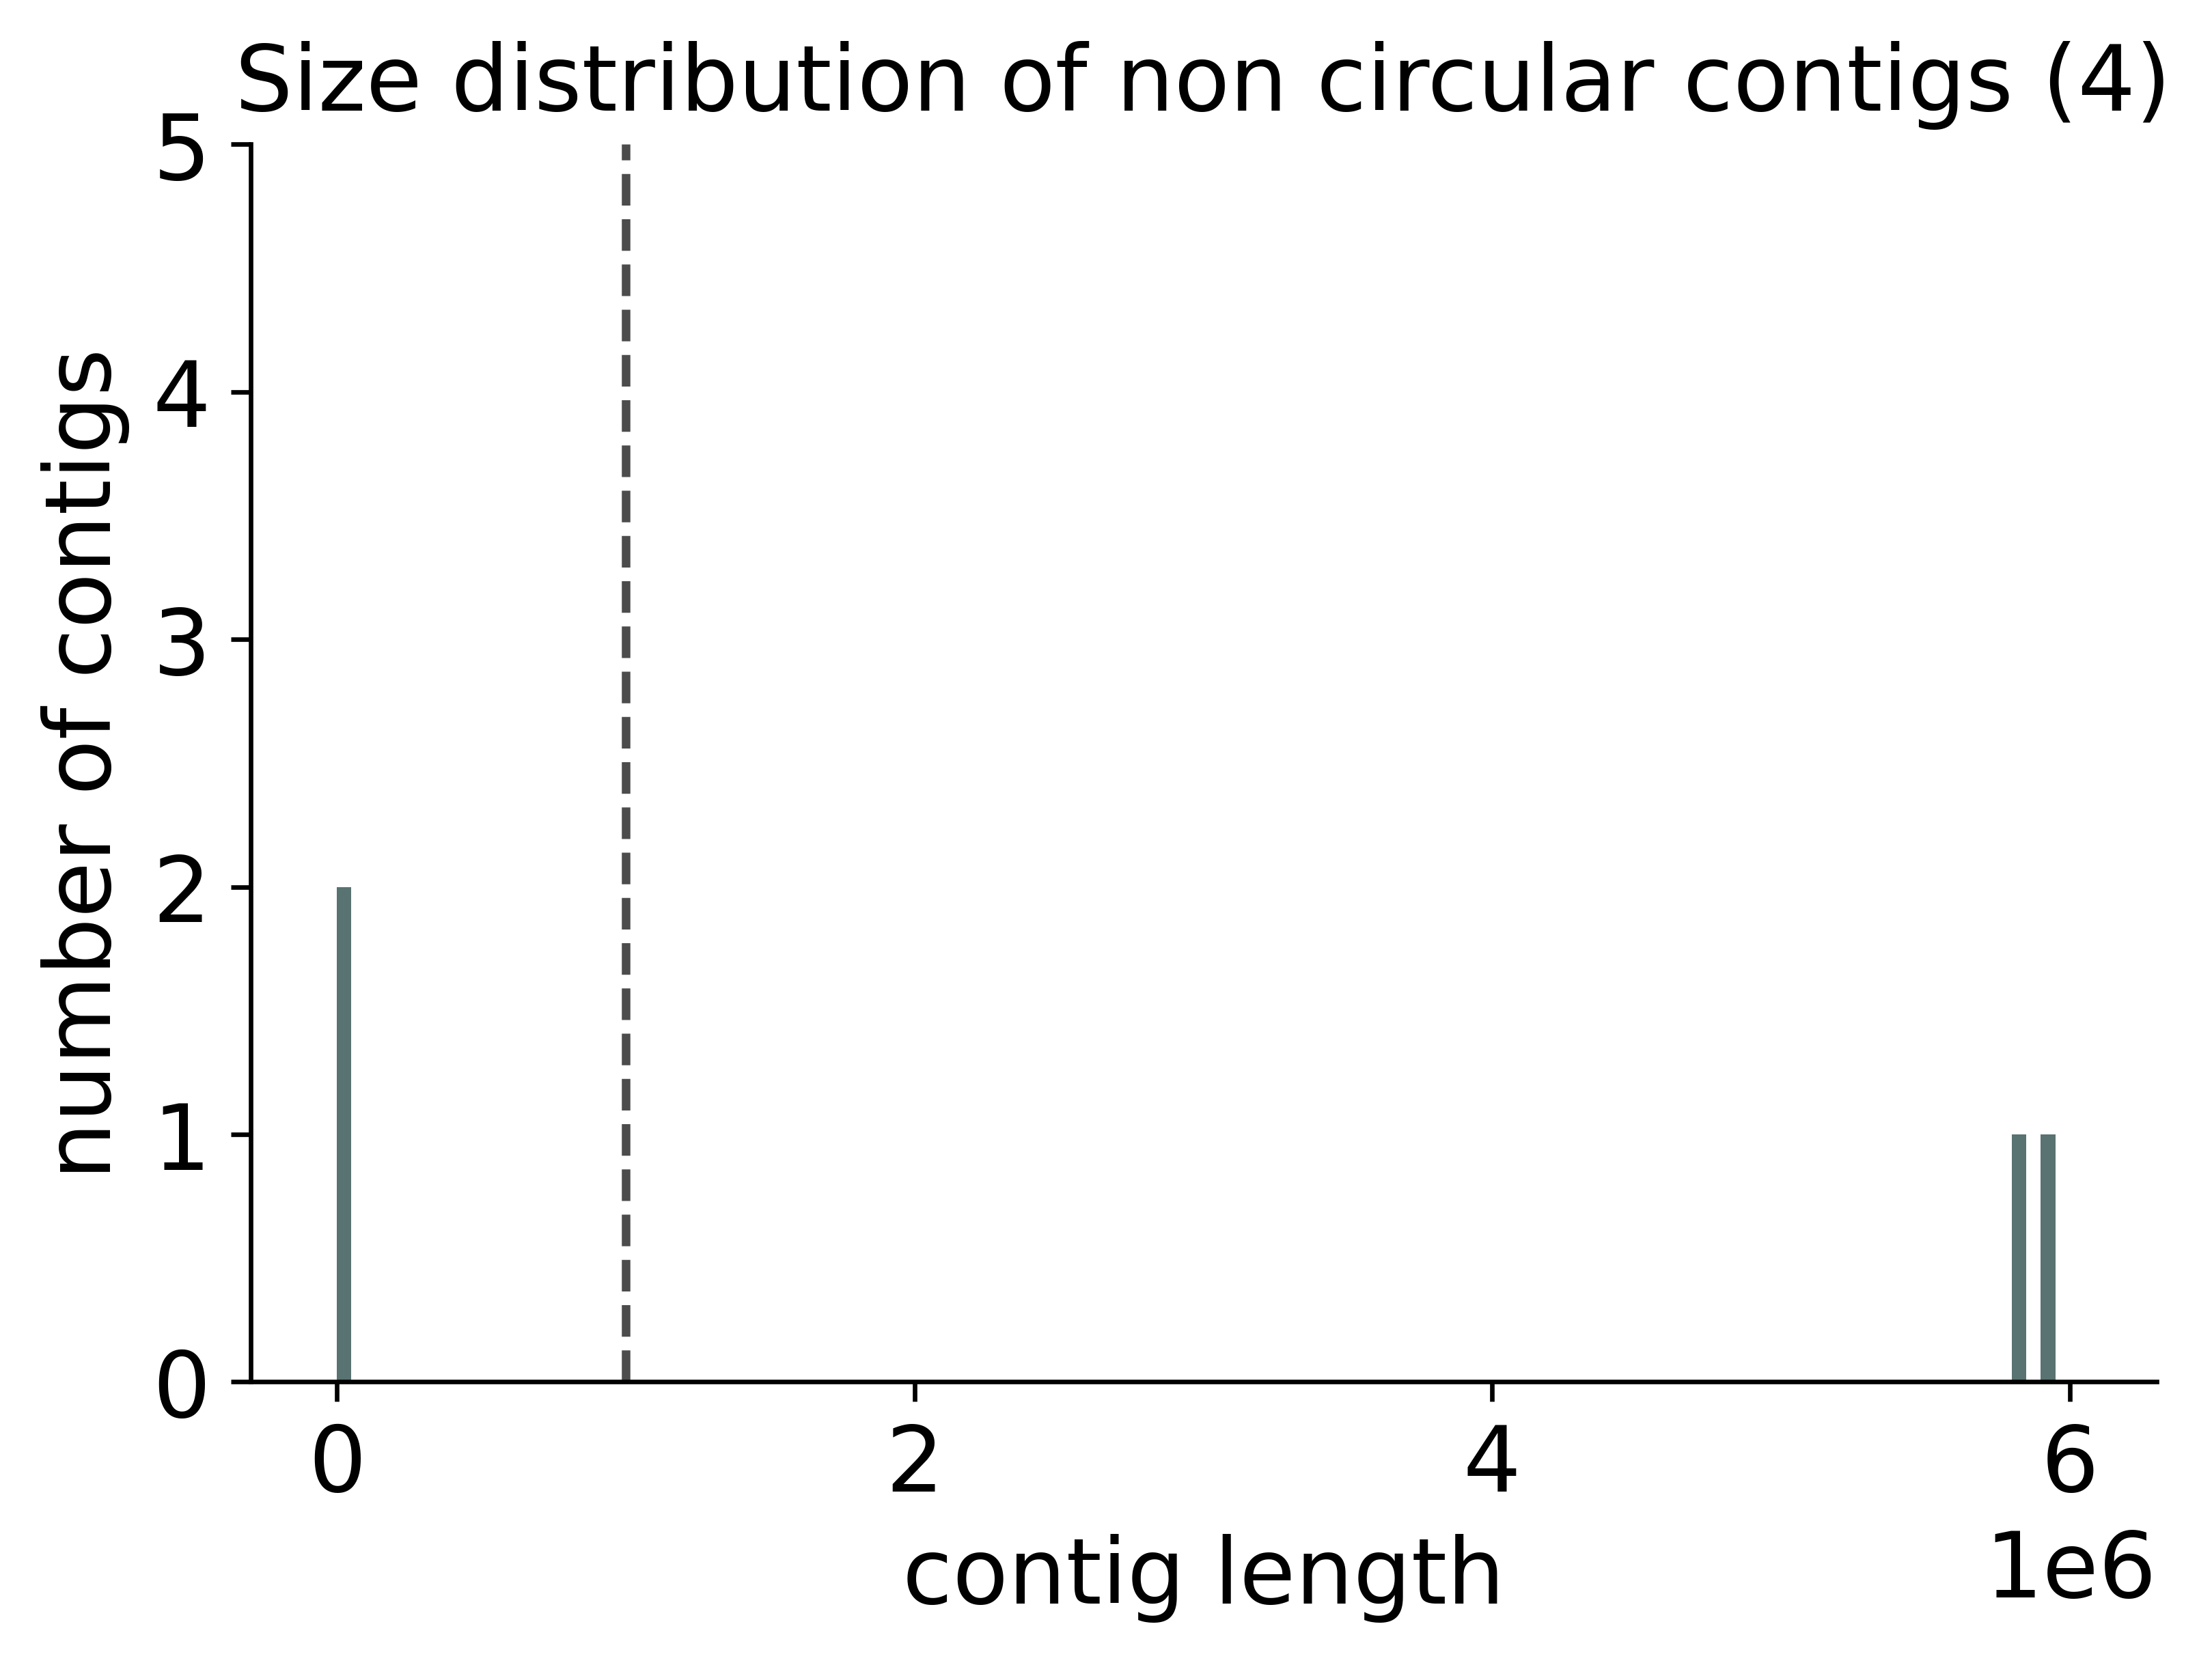 Size distribution of non circular contigs (4)
number of contigs
5
4
3
2
1
0
0 2 4 6
contig length
1e6